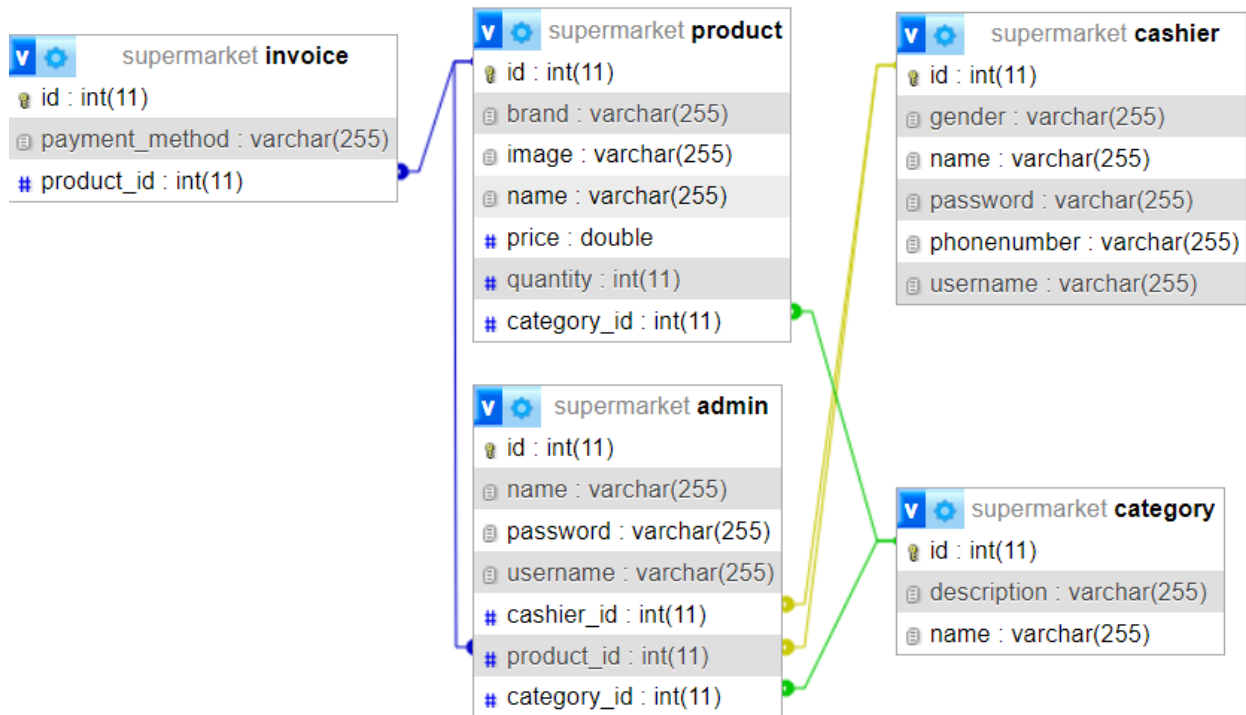 v supermarket invoice
id : int(11)
payment_method : varchar(255)
# product_id : int(11)
v supermarket product
id : int(11)
brand : varchar(255)
image : varchar(255)
name : varchar(255)
# price : double
# quantity : int(11)
# category_id : int(11)
v supermarket admin
id : int(11)
name : varchar(255)
password : varchar(255)
username : varchar(255)
# cashier_id : int(11)
# product_id : int(11)
# category_id : int(11)
v supermarket cashier
id : int(11)
gender : varchar(255)
name : varchar(255)
password : varchar(255)
phonenumber : varchar(255)
username : varchar(255)
v supermarket category
id : int(11)
description : varchar(255)
name : varchar(255)